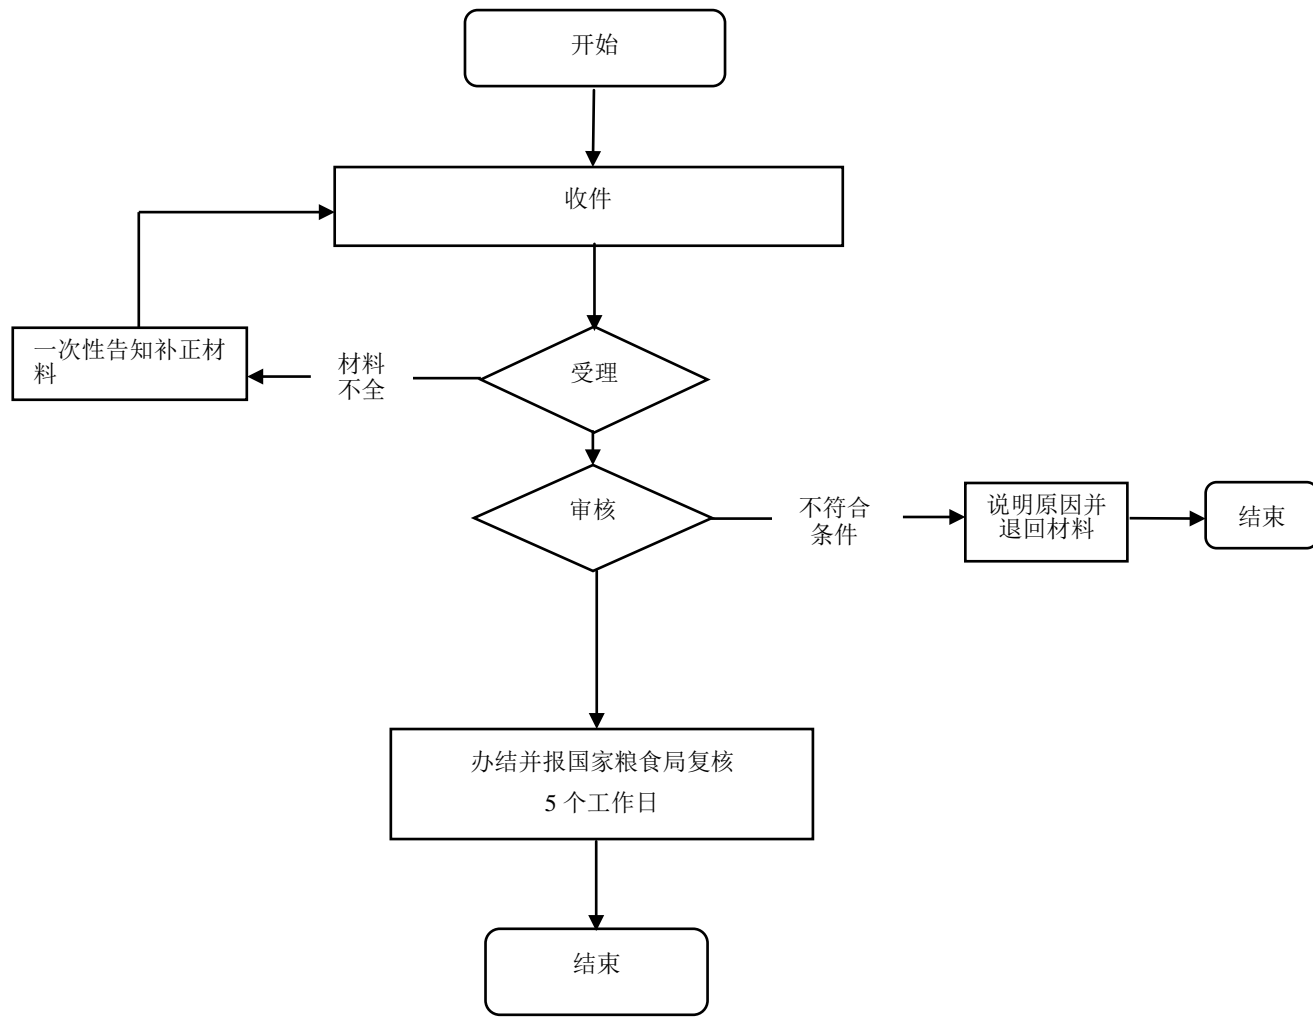 开始
收件
一次性告知补正材
料
材料
不全
受理
审核
不符合
条件
说明原因并
退回材料
结束
办结并报国家粮食局复核
5 个工作日
结束